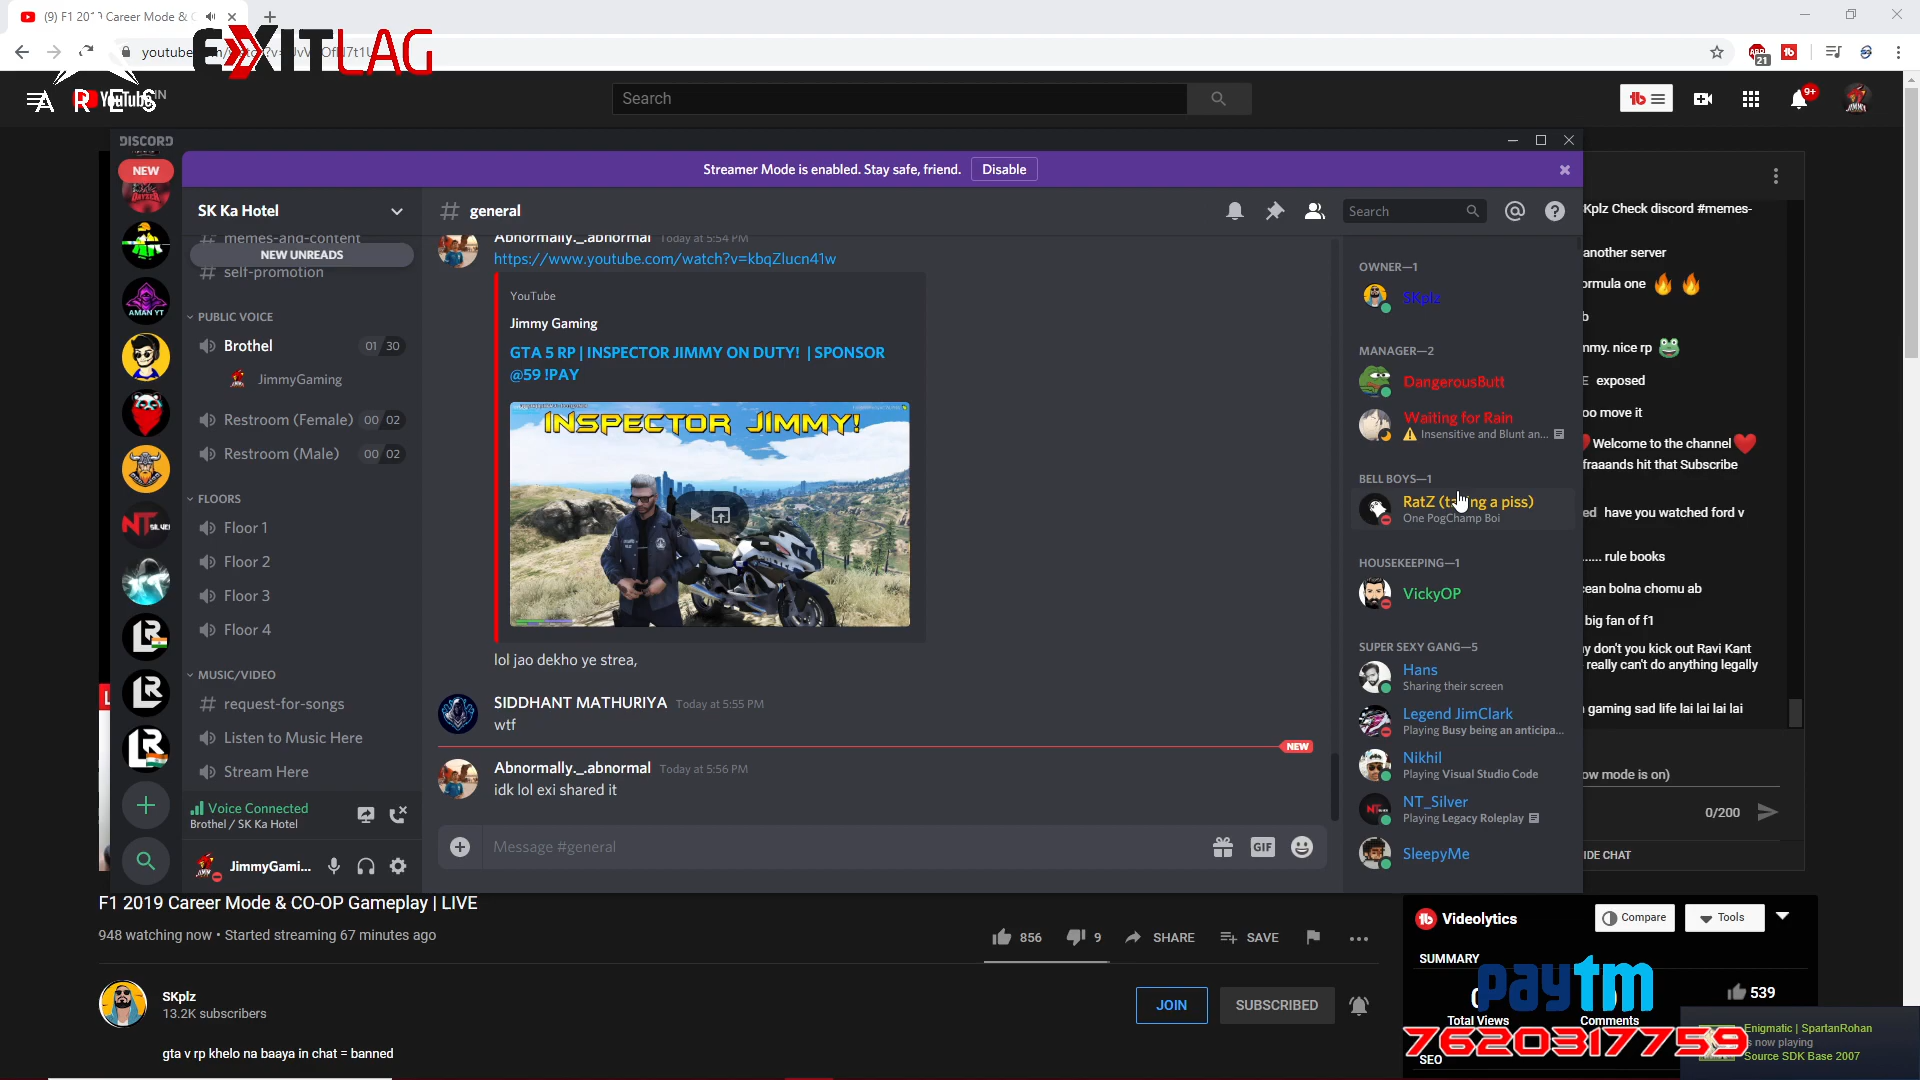 (9) F1 20
Career Mode &
EXITLAG
youtube
ARES
YouTube
IN
Search
9+
21
DISCORD
Streamer Mode is enabled. Stay safe, friend.
Disable
NEW
SK Ka Hotel
memes-and-content
NEW UNREADS
self-promotion
PUBLIC VOICE
Brothel
01 30
JimmyGaming
Restroom (Female)
00 02
Restroom (Male)
00 02
FLOORS
Floor 1
Floor 2
Floor 3
Floor 4
MUSIC/VIDEO
request-for-songs
Listen to Music Here
Stream Here
Voice Connected
Brothel / SK Ka Hotel
JimmyGami...
AMAN YT
general
Search
Abnormally._.abnormal Today at 5:54 PM
https://www.youtube.com/watch?v=kbqZlucn41w
YouTube
Jimmy Gaming
GTA 5 RP | INSPECTOR JIMMY ON DUTY! | SPONSOR
@59 !PAY
INSPECTOR JIMMY!
lol jao dekho ye strea,
SIDDHANT MATHURIYA Today at 5:55 PM
wtf
NEW
Abnormally._.abnormal Today at 5:56 PM
idk lol exi shared it
Message #general
GIF
OWNER—1
SKplz
MANAGER—2
DangerousButt
Waiting for Rain
Insensitive and Blunt an...
BELL BOYS—1
RatZ (ta ng a piss)
One PogChamp Boi
HOUSEKEEPING—1
VickyOP
SUPER SEXY GANG—5
Hans
Sharing their screen
Legend JimClark
Playing Busy being an anticipa...
Nikhil
Playing Visual Studio Code
NT_Silver
Playing Legacy Roleplay
SleepyMe
Kplz Check discord #memes-
another server
ormula one
mmy. nice rp
exposed
oo move it
Welcome to the channel
fraaands hit that Subscribe
have you watched ford v
...... rule books
ean bolna chomu ab
big fan of f1
y don't you kick out Ravi Kant
really can't do anything legally
gaming sad life lai lai lai lai
ow mode is on)
0/200
IDE CHAT
F1 2019 Career Mode & CO-OP Gameplay | LIVE
948 watching now • Started streaming 67 minutes ago
856
9
SHARE
SAVE
SKplz
13.2K subscribers
JOIN
SUBSCRIBED
gta v rp khelo na baaya in chat = banned
Videolytics
Compare
Tools
SUMMARY
paytm
539
Total Views
Comments
7620317759
SEO
Enigmatic | SpartanRohan
is now playing
Source SDK Base 2007